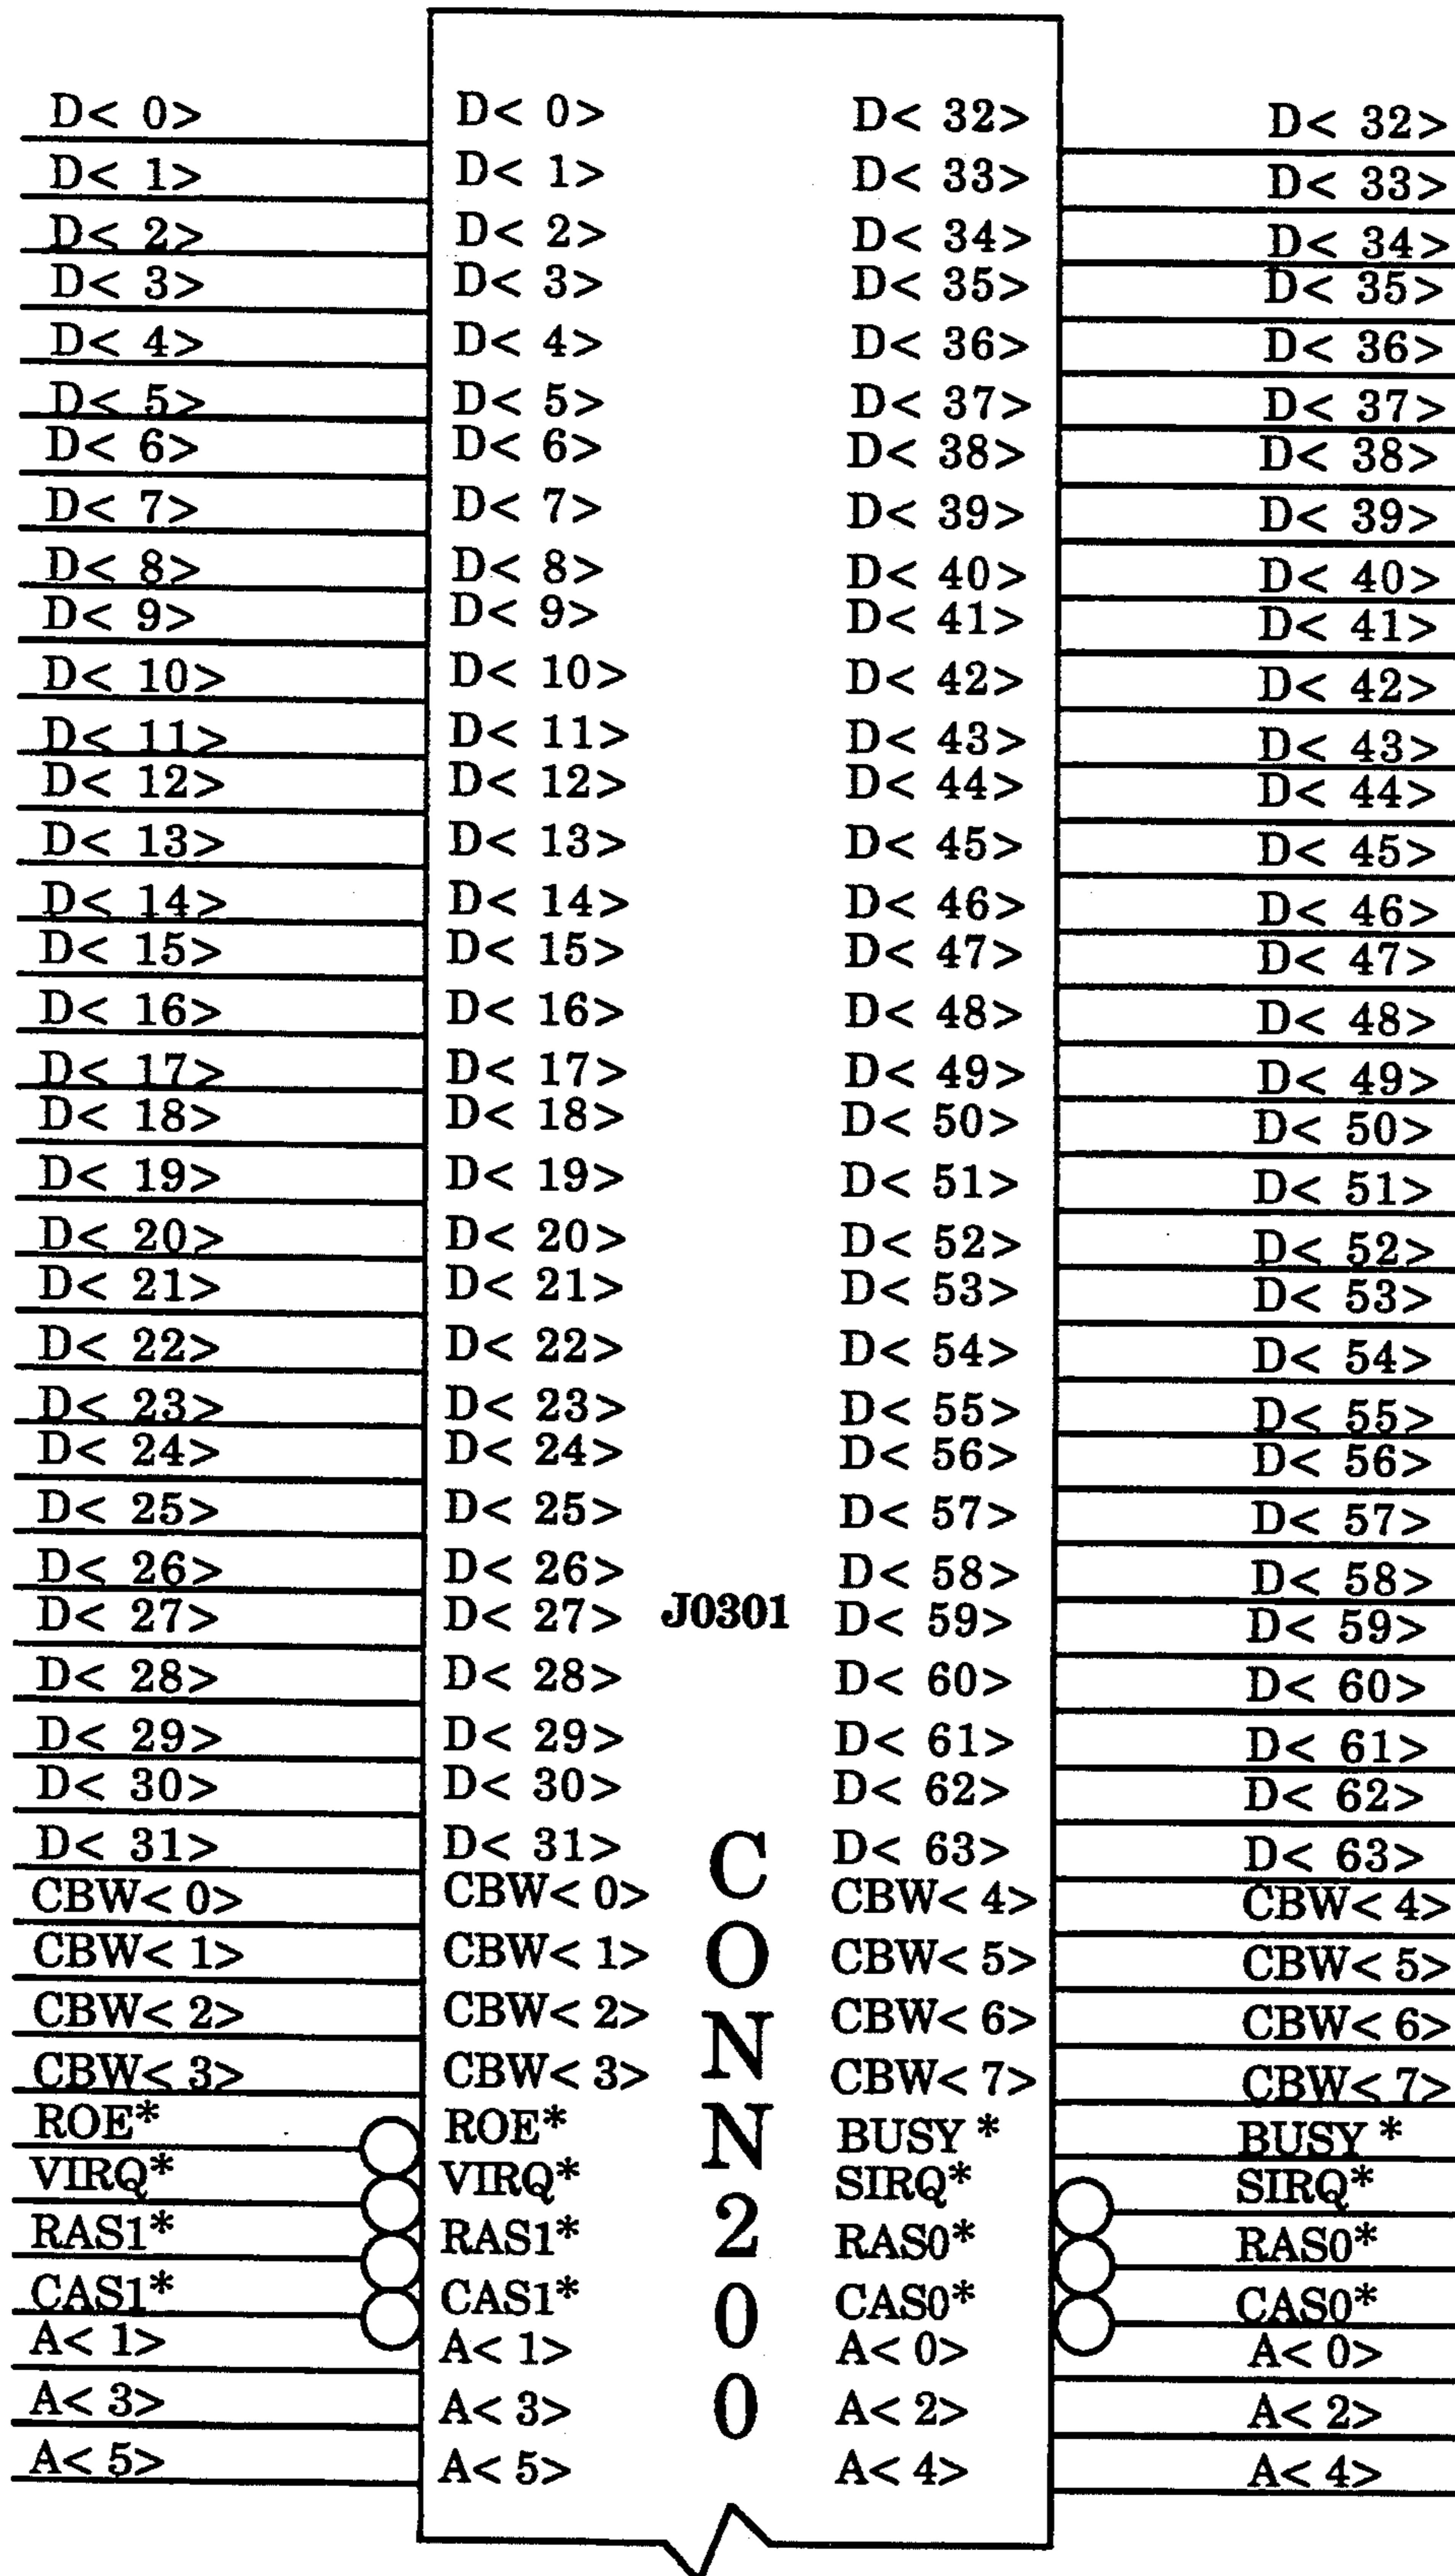 D< 0> D< 0> D< 32> D< 32>
D< 1> D< 1> D< 33> D< 33>
D< 2> D< 2> D< 34> D< 34>
D< 3> D< 3> D< 35> D< 35>
D< 4> D< 4> D< 36> D< 36>
D< 5> D< 5> D< 37> D< 37>
D< 6> D< 6> D< 38> D< 38>
D< 7> D< 7> D< 39> D< 39>
D< 8> D< 8> D< 40> D< 40>
D< 9> D< 9> D< 41> D< 41>
D< 10> D< 10> D< 42> D< 42>
D< 11> D< 11> D< 43> D< 43>
D< 12> D< 12> D< 44> D< 44>
D< 13> D< 13> D< 45> D< 45>
D< 14> D< 14> D< 46> D< 46>
D< 15> D< 15> D< 47> D< 47>
D< 16> D< 16> D< 48> D< 48>
D< 17> D< 17> D< 49> D< 49>
D< 18> D< 18> D< 50> D< 50>
D< 19> D< 19> D< 51> D< 51>
D< 20> D< 20> D< 52> D< 52>
D< 21> D< 21> D< 53> D< 53>
D< 22> D< 22> D< 54> D< 54>
D< 23> D< 23> D< 55> D< 55>
D< 24> D< 24> D< 56> D< 56>
D< 25> D< 25> D< 57> D< 57>
D< 26> D< 26> D< 58> D< 58>
D< 27> D< 27> J0301 D< 59> D< 59>
D< 28> D< 28> D< 60> D< 60>
D< 29> D< 29> D< 61> D< 61>
D< 30> D< 30> D< 62> D< 62>
D< 31> D< 31> D< 63> D< 63>
CBW< 0> CBW< 0> CBW< 4> CBW< 4>
CBW< 1> CBW< 1> CBW< 5> CBW< 5>
CBW< 2> CBW< 2> CBW< 6> CBW< 6>
CBW< 3> CBW< 3> CBW< 7> CBW< 7>
ROE* ROE* BUSY * BUSY *
VIRQ* VIRQ* SIRQ* SIRQ*
RAS1* RAS1* RAS0* RAS0*
CAS1* CAS1* CAS0* CAS0*
A< 1> A< 1> A< 0> A< 0>
A< 3> A< 3> A< 2> A< 2>
A< 5> A< 5> A< 4> A< 4>
CONN200